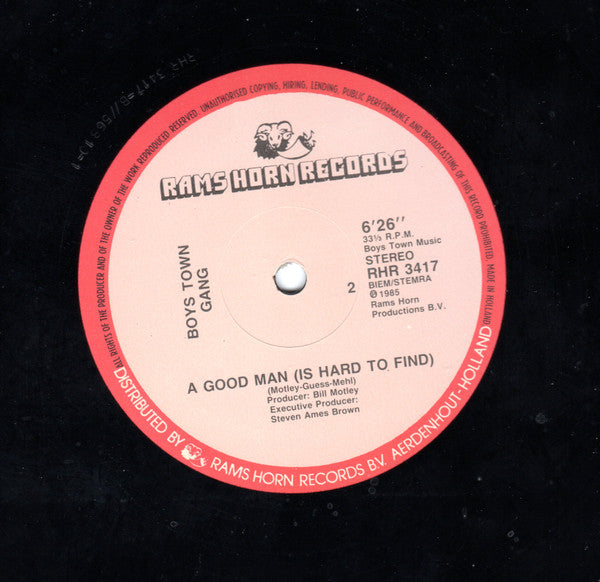 ALL RIGHTS OF THE PRODUCER AND OF THE OWNER OF THE WORK REPRODUCED RESERVED. UNAUTHORISED COPYING, HIRING, LENDING, PUBLIC PERFORMANCE AND BROADCASTING OF THIS RECORD PROHIBITED. MADE IN HOLLAND
RAMS HORN RECORDS
BOYS TOWN
GANG
6'26"
33⅓ R.P.M.
Boys Town Music
STEREO
RHR 3417
BIEM/STEMRA
℗ 1985
Rams Horn
Productions B.V.
2
A GOOD MAN (IS HARD TO FIND)
(Motley-Guess-Mehl)
Producer: Bill Motley
Executive Producer:
Steven Ames Brown
DISTRIBUTED BY RAMS HORN RECORDS B.V. AERDENHOUT-HOLLAND